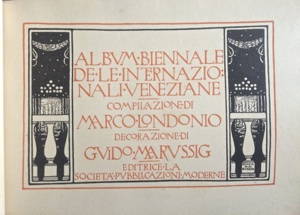 ALBVM·BIENNALE
DE·LE·INTERNAZIO:
NALI·VENEZIANE
COMPILAZIONE·DI
MARCO·LONDONIO
DECORAZIONE·DI
GVIDO·MARVSSIG
EDITRICE·LA
SOCIETA·PVBBLICAZIONI·MODERNE